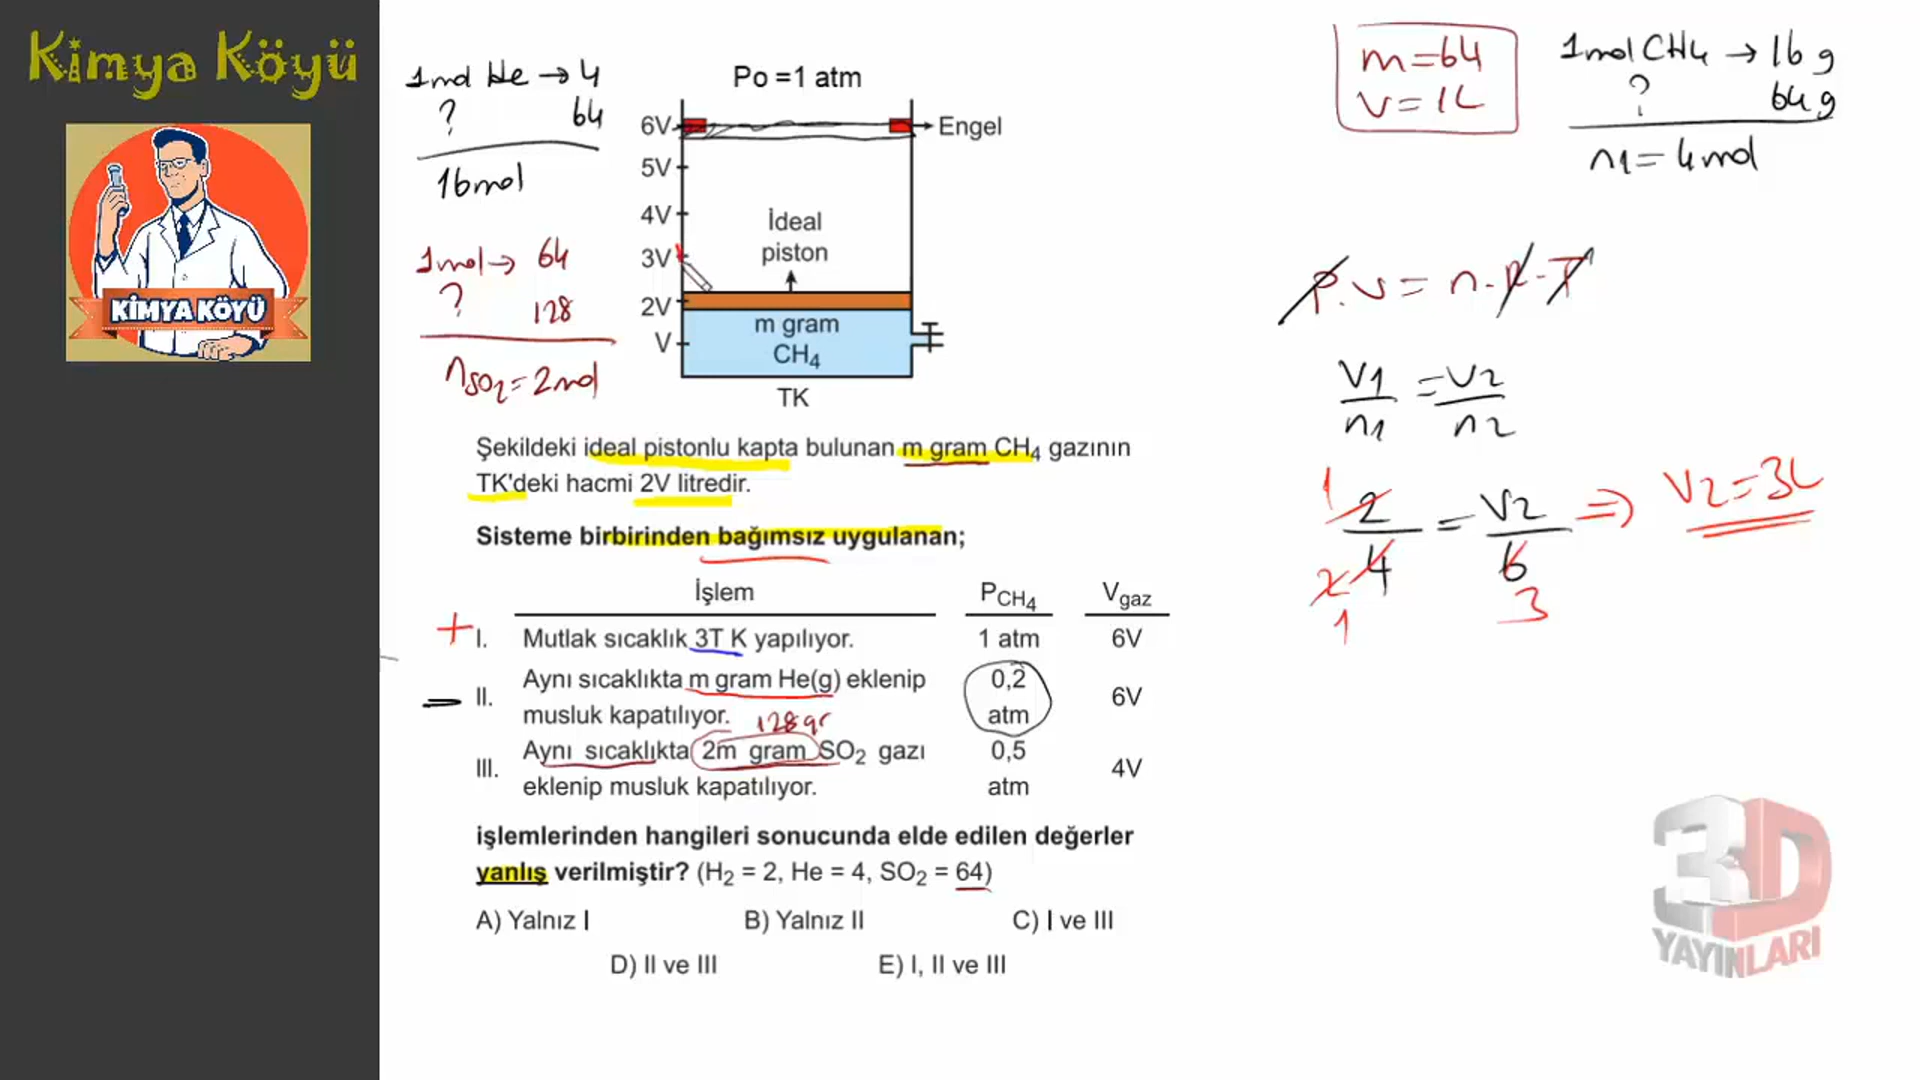 Kimya Köyü
KİMYA KÖYÜ
1mol He → 4
? 64
16mol
1mol → 64
? 128
nSO2 = 2mol
Po =1 atm
6V
Engel
5V
4V
3V
2V
V
İdeal
piston
m gram
CH4
TK
m=64
V=1L
1mol CH4 → 16 g
? 64 g
n1 = 4mol
P.V = n.R.T
V1 = V2
n1 n2
1
2 = V2 ⇒ V2=3L
4 6
2
1 3
Şekildeki ideal pistonlu kapta bulunan m gram CH4 gazının
TK'deki hacmi 2V litredir.
Sisteme birbirinden bağımsız uygulanan;
İşlem PCH4 Vgaz
+ I. Mutlak sıcaklık 3T K yapılıyor. 1 atm 6V
II. Aynı sıcaklıkta m gram He(g) eklenip musluk kapatılıyor. 0,2 atm 6V
128gr
III. Aynı sıcaklıkta 2m gram SO2 gazı eklenip musluk kapatılıyor. 0,5 atm 4V
işlemlerinden hangileri sonucunda elde edilen değerler
yanlış verilmiştir? (H2 = 2, He = 4, SO2 = 64)
A) Yalnız I B) Yalnız II C) I ve III
D) II ve III E) I, II ve III
3D
YAYINLARI